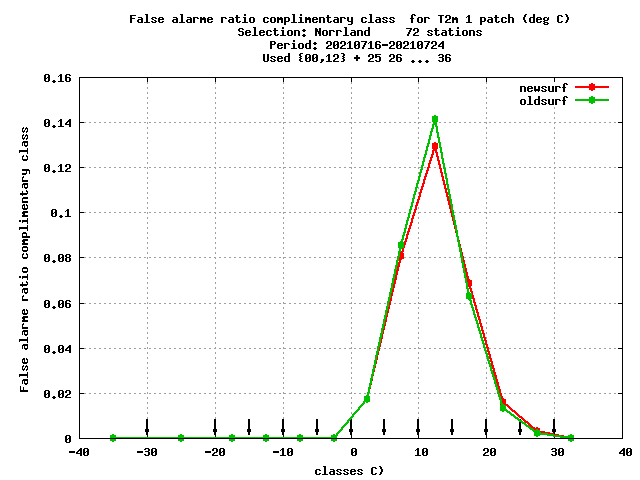 False alarme ratio complimentary class  for T2m 1 patch (deg C)
Selection: Norrland     72 stations
Period: 20210716-20210724
Used {00,12} + 25 26 ... 36
newsurf
oldsurf
0.16
0.14
0.12
0.1
0.08
0.06
0.04
0.02
0
False alarme ratio complimentary class
-40 -30 -20 -10 0 10 20 30 40
classes C)